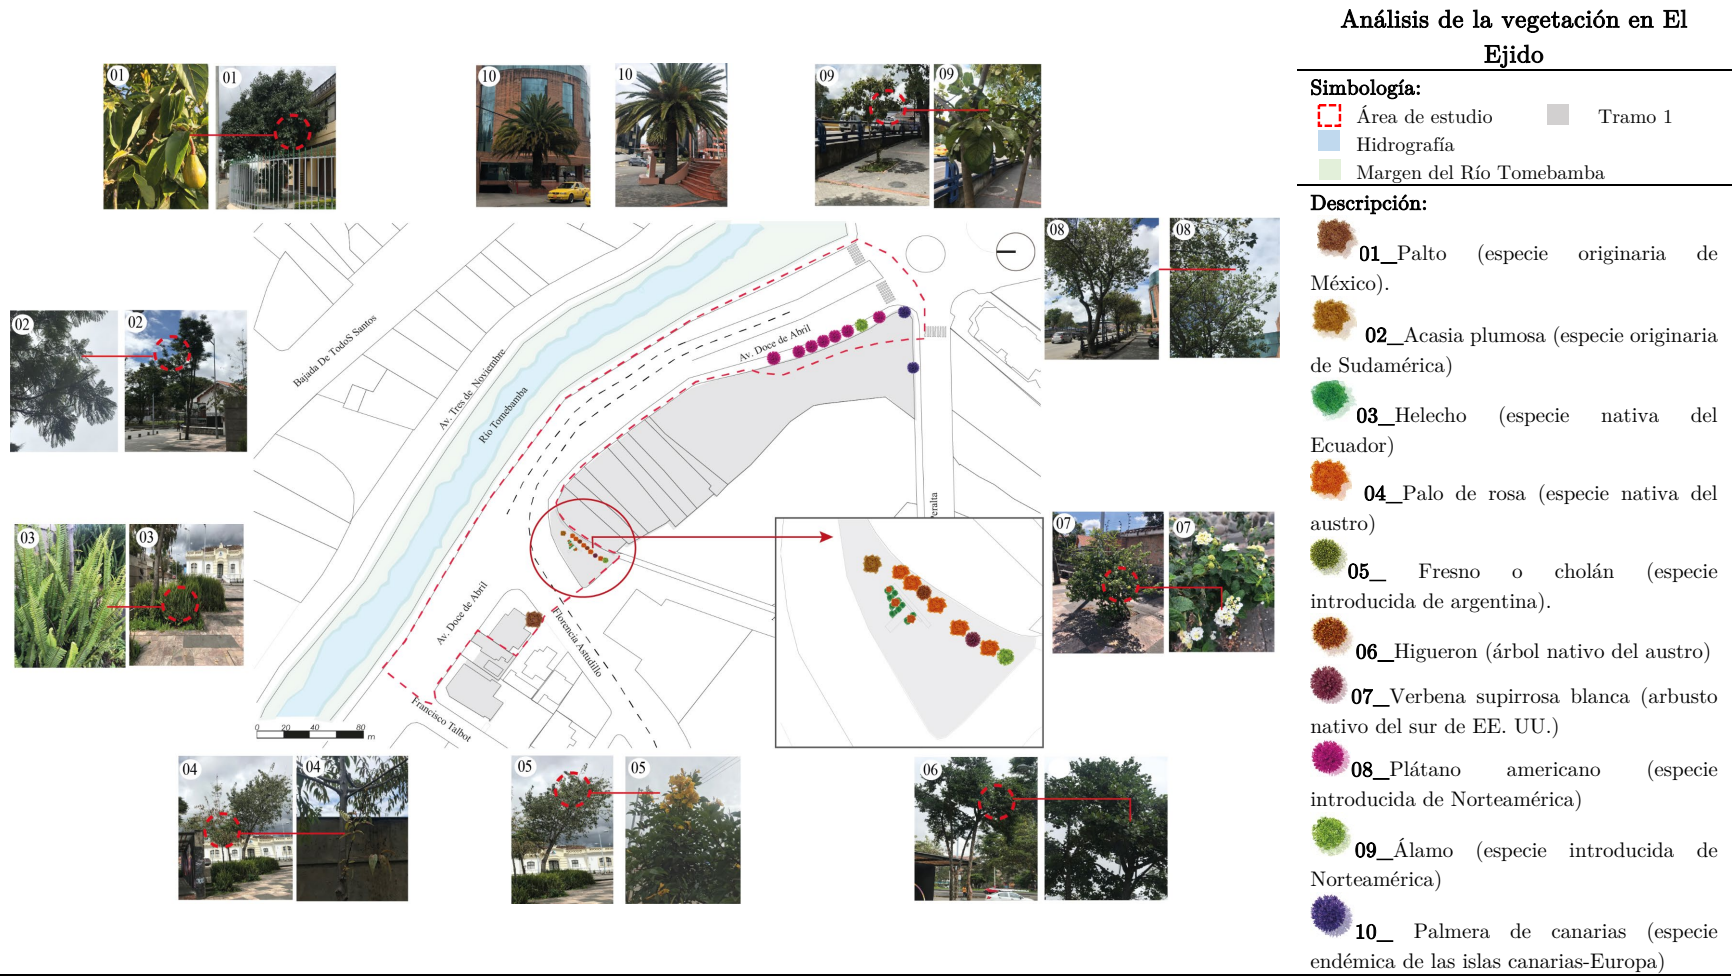 Análisis de la vegetación en El
Ejido
Simbología:
Área de estudio
Tramo 1
Hidrografía
Margen del Río Tomebamba
Descripción:
01_Palto (especie originaria de
México).
02_Acasia plumosa (especie originaria
de Sudamérica)
03_Helecho (especie nativa del
Ecuador)
04_Palo de rosa (especie nativa del
austro)
05_ Fresno o cholán (especie
introducida de argentina).
06_Higueron (árbol nativo del austro)
07_Verbena supirrosa blanca (arbusto
nativo del sur de EE. UU.)
08_Plátano americano (especie
introducida de Norteamérica)
09_Álamo (especie introducida de
Norteamérica)
10_ Palmera de canarias (especie
endémica de las islas canarias-Europa)
01
01
10
10
09
09
08
08
02
02
03
03
07
07
04
04
05
05
06
Bajada De TodoS Santos
Av. Tres de Noviembre
Río Tomebamba
Av. Doce de Abril
Av. Doce de Abril
Florencia Astudillo
Francisco Talbot
Peralta
0 20 40 80
m